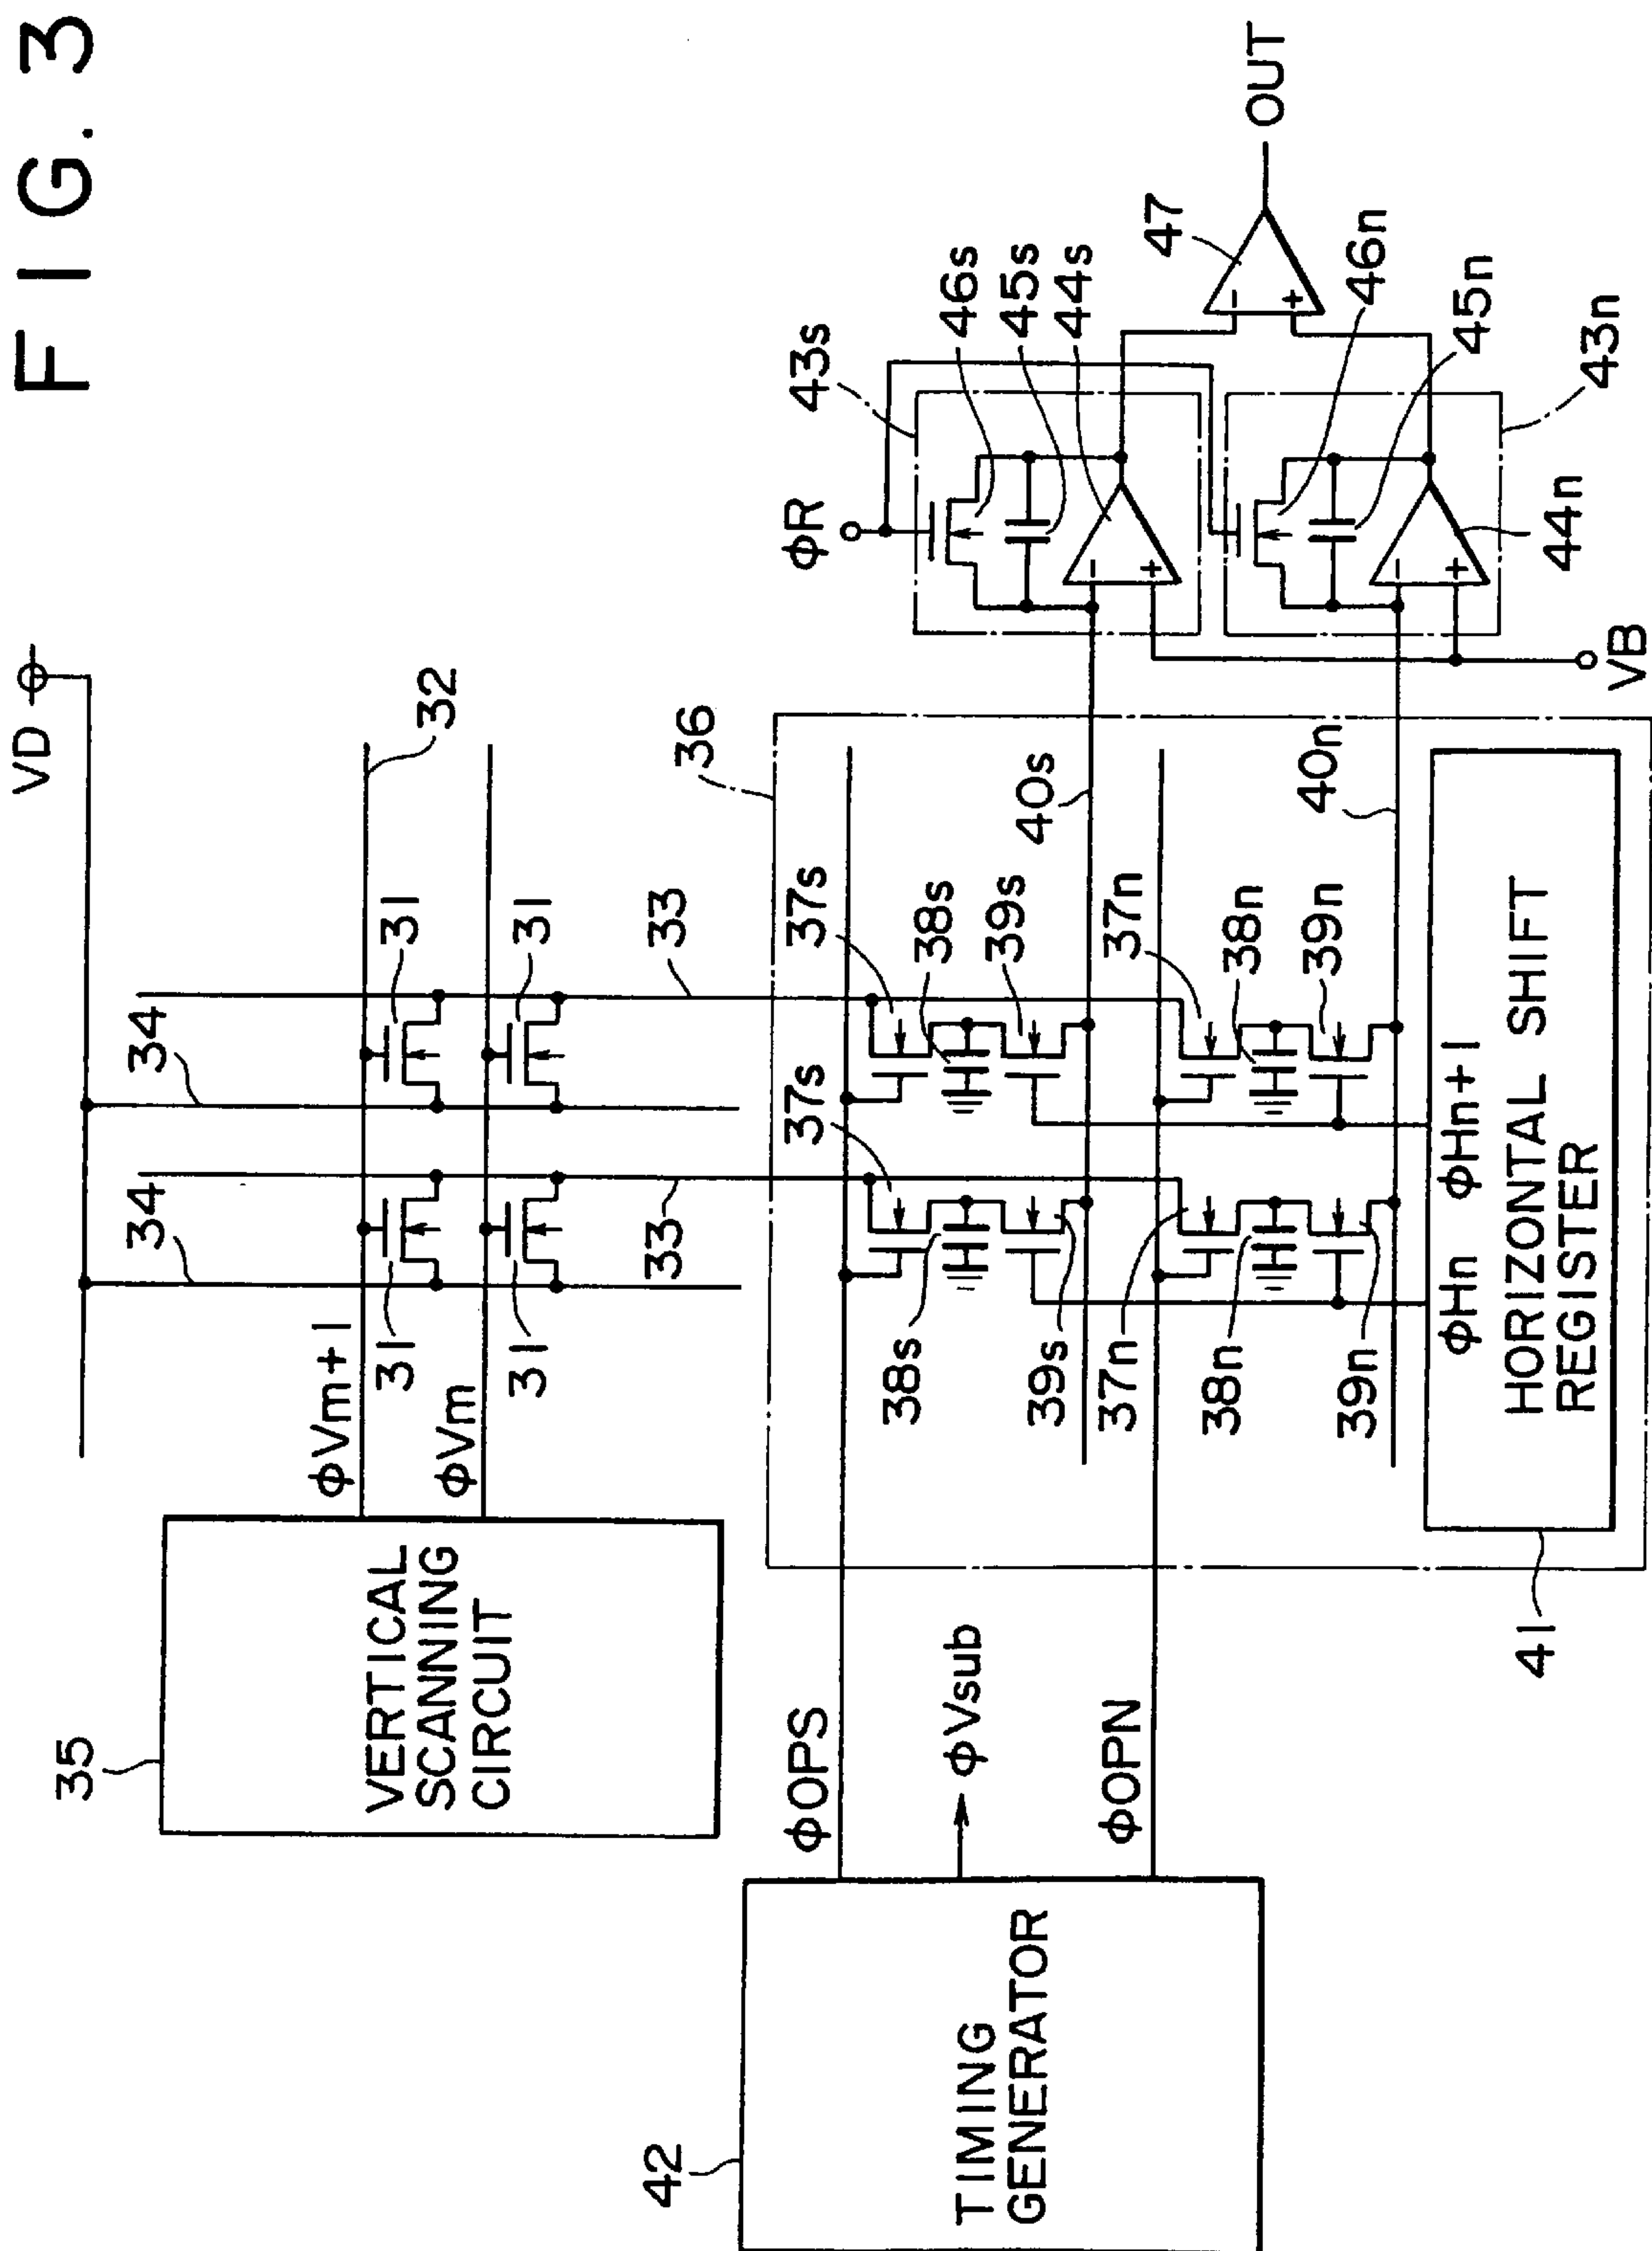 FIG. 3
VD
34
34
31
31
32
35
VERTICAL
SCANNING
CIRCUIT
φVm+1
φVm
31
31
33
33
36
42
TIMING
GENERATOR
φOPS
φVsub
φOPN
37s
37s
38s
38s
39s
39s
40s
37n
37n
38n
38n
39n
39n
40n
φHn
φHn+1
HORIZONTAL SHIFT
REGISTER
41
φR
43s
46s
45s
44s
-
+
47
-
+
OUT
46n
45n
-
+
44n
43n
VB